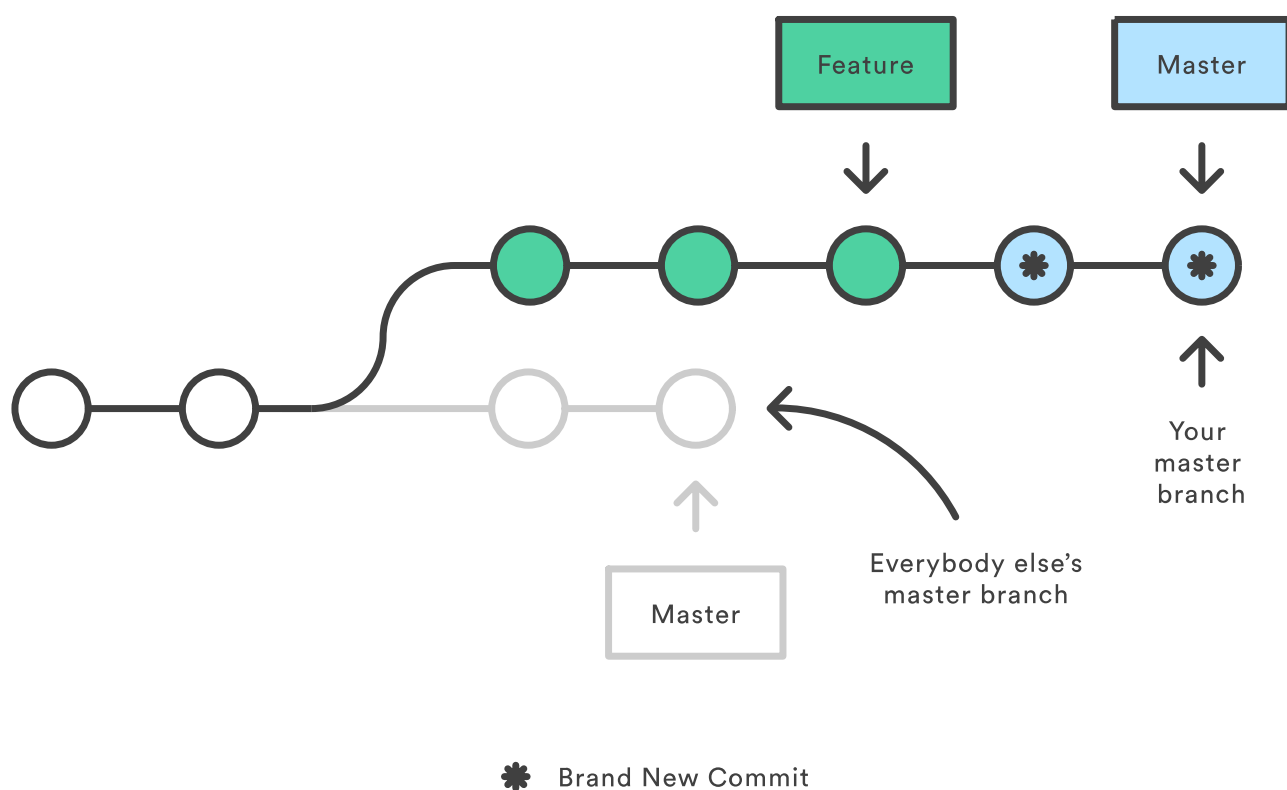 Feature
Master
Your
master
branch
Everybody else’s
master branch
Master
Brand New Commit